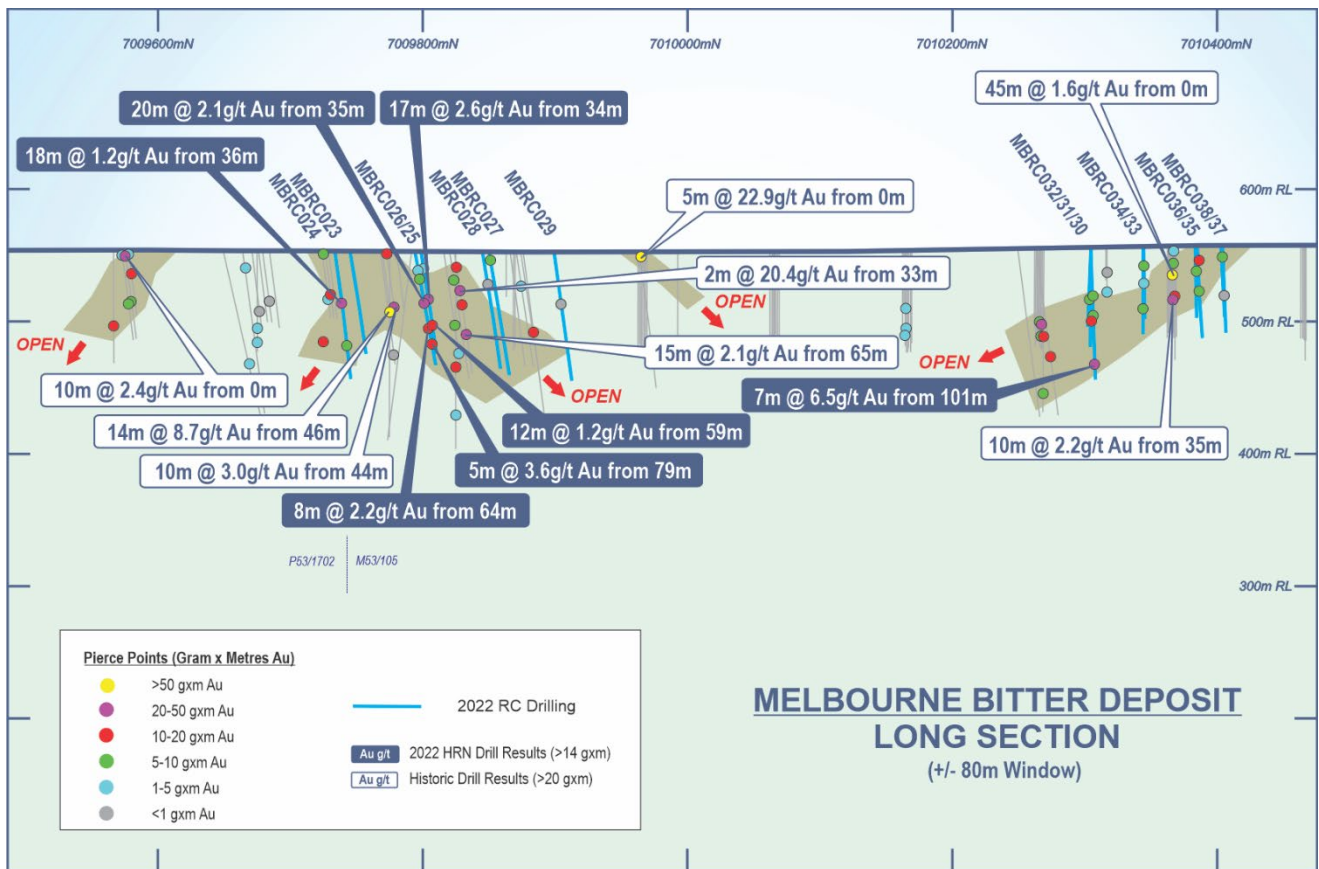 7009600mN
7009800mN
7010000mN
7010200mN
7010400mN
20m @ 2.1g/t Au from 35m
17m @ 2.6g/t Au from 34m
45m @ 1.6g/t Au from 0m
18m @ 1.2g/t Au from 36m
MBRC024
MBRC023
MBRC026/25
MBRC028
MBRC027
MBRC029
5m @ 22.9g/t Au from 0m
MBRC032/31/30
MBRC034/33
MBRC036/35
MBRC038/37
600m RL
2m @ 20.4g/t Au from 33m
OPEN
OPEN
500m RL
15m @ 2.1g/t Au from 65m
OPEN
10m @ 2.4g/t Au from 0m
OPEN
7m @ 6.5g/t Au from 101m
14m @ 8.7g/t Au from 46m
12m @ 1.2g/t Au from 59m
10m @ 2.2g/t Au from 35m
400m RL
10m @ 3.0g/t Au from 44m
5m @ 3.6g/t Au from 79m
8m @ 2.2g/t Au from 64m
P53/1702
M53/105
300m RL
Pierce Points (Gram x Metres Au)
>50 gxm Au
20-50 gxm Au
10-20 gxm Au
5-10 gxm Au
1-5 gxm Au
<1 gxm Au
2022 RC Drilling
Au g/t 2022 HRN Drill Results (>14 gxm)
Au g/t Historic Drill Results (>20 gxm)
MELBOURNE BITTER DEPOSIT
LONG SECTION
(+/- 80m Window)